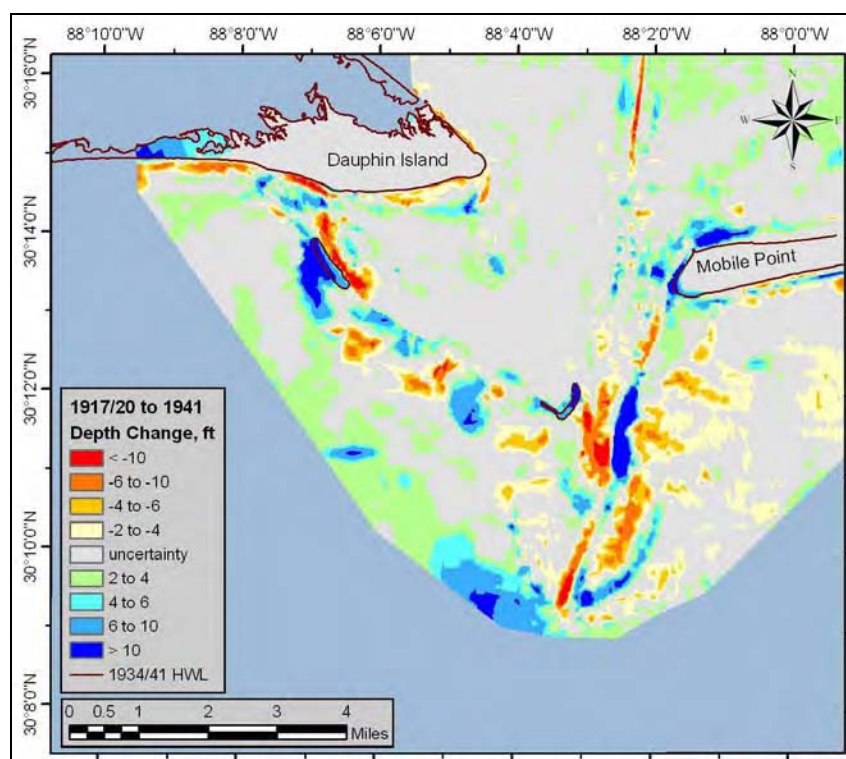 88°10'0"W 88°8'0"W 88°6'0"W 88°4'0"W 88°2'0"W 88°0'0"W
30°16'0"N
30°14'0"N
30°12'0"N
30°10'0"N
30°8'0"N
N
W E
S
Dauphin Island
Mobile Point
1917/20 to 1941
Depth Change, ft
< -10
-6 to -10
-4 to -6
-2 to -4
uncertainty
2 to 4
4 to 6
6 to 10
> 10
1934/41 HWL
0 0.5 1 2 3 4
Miles